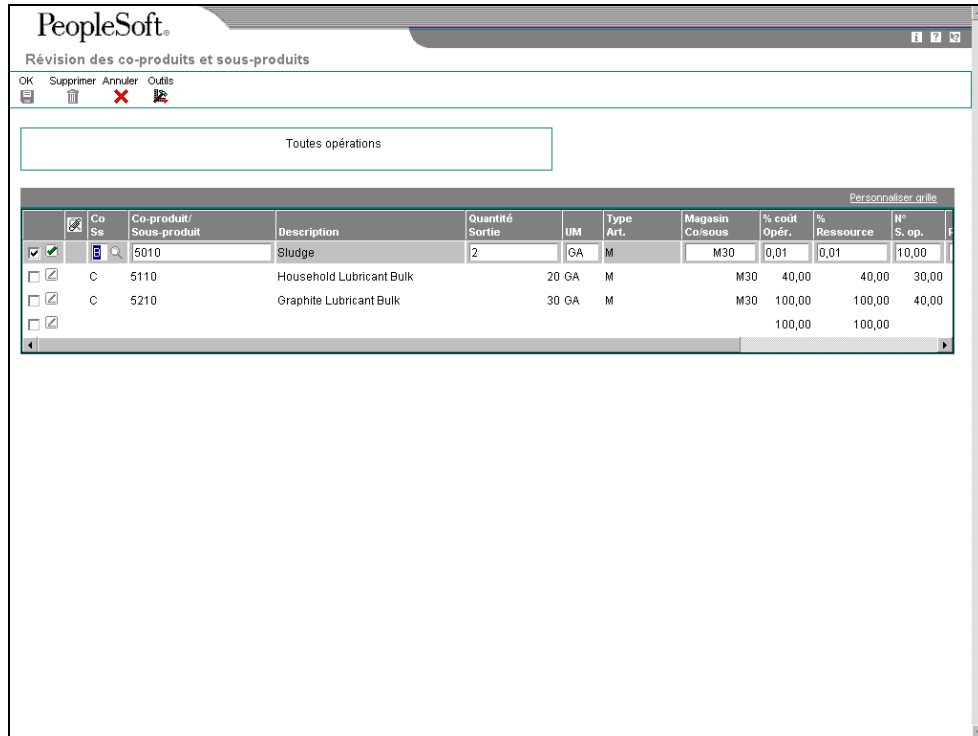 PeopleSoft®
Révision des co-produits et sous-produits
OK Supprimer Annuler Outils
Toutes opérations
Personnaliser grille
Co Ss Co-produit/ Sous-produit Description Quantité Sortie UM Type Art. Magasin Co/sous % coût Opér. % Ressource N° S. op.
B 5010 Sludge 2 GA M M30 0,01 0,01 10,00
C 5110 Household Lubricant Bulk 20 GA M M30 40,00 40,00 30,00
C 5210 Graphite Lubricant Bulk 30 GA M M30 100,00 100,00 40,00
100,00 100,00